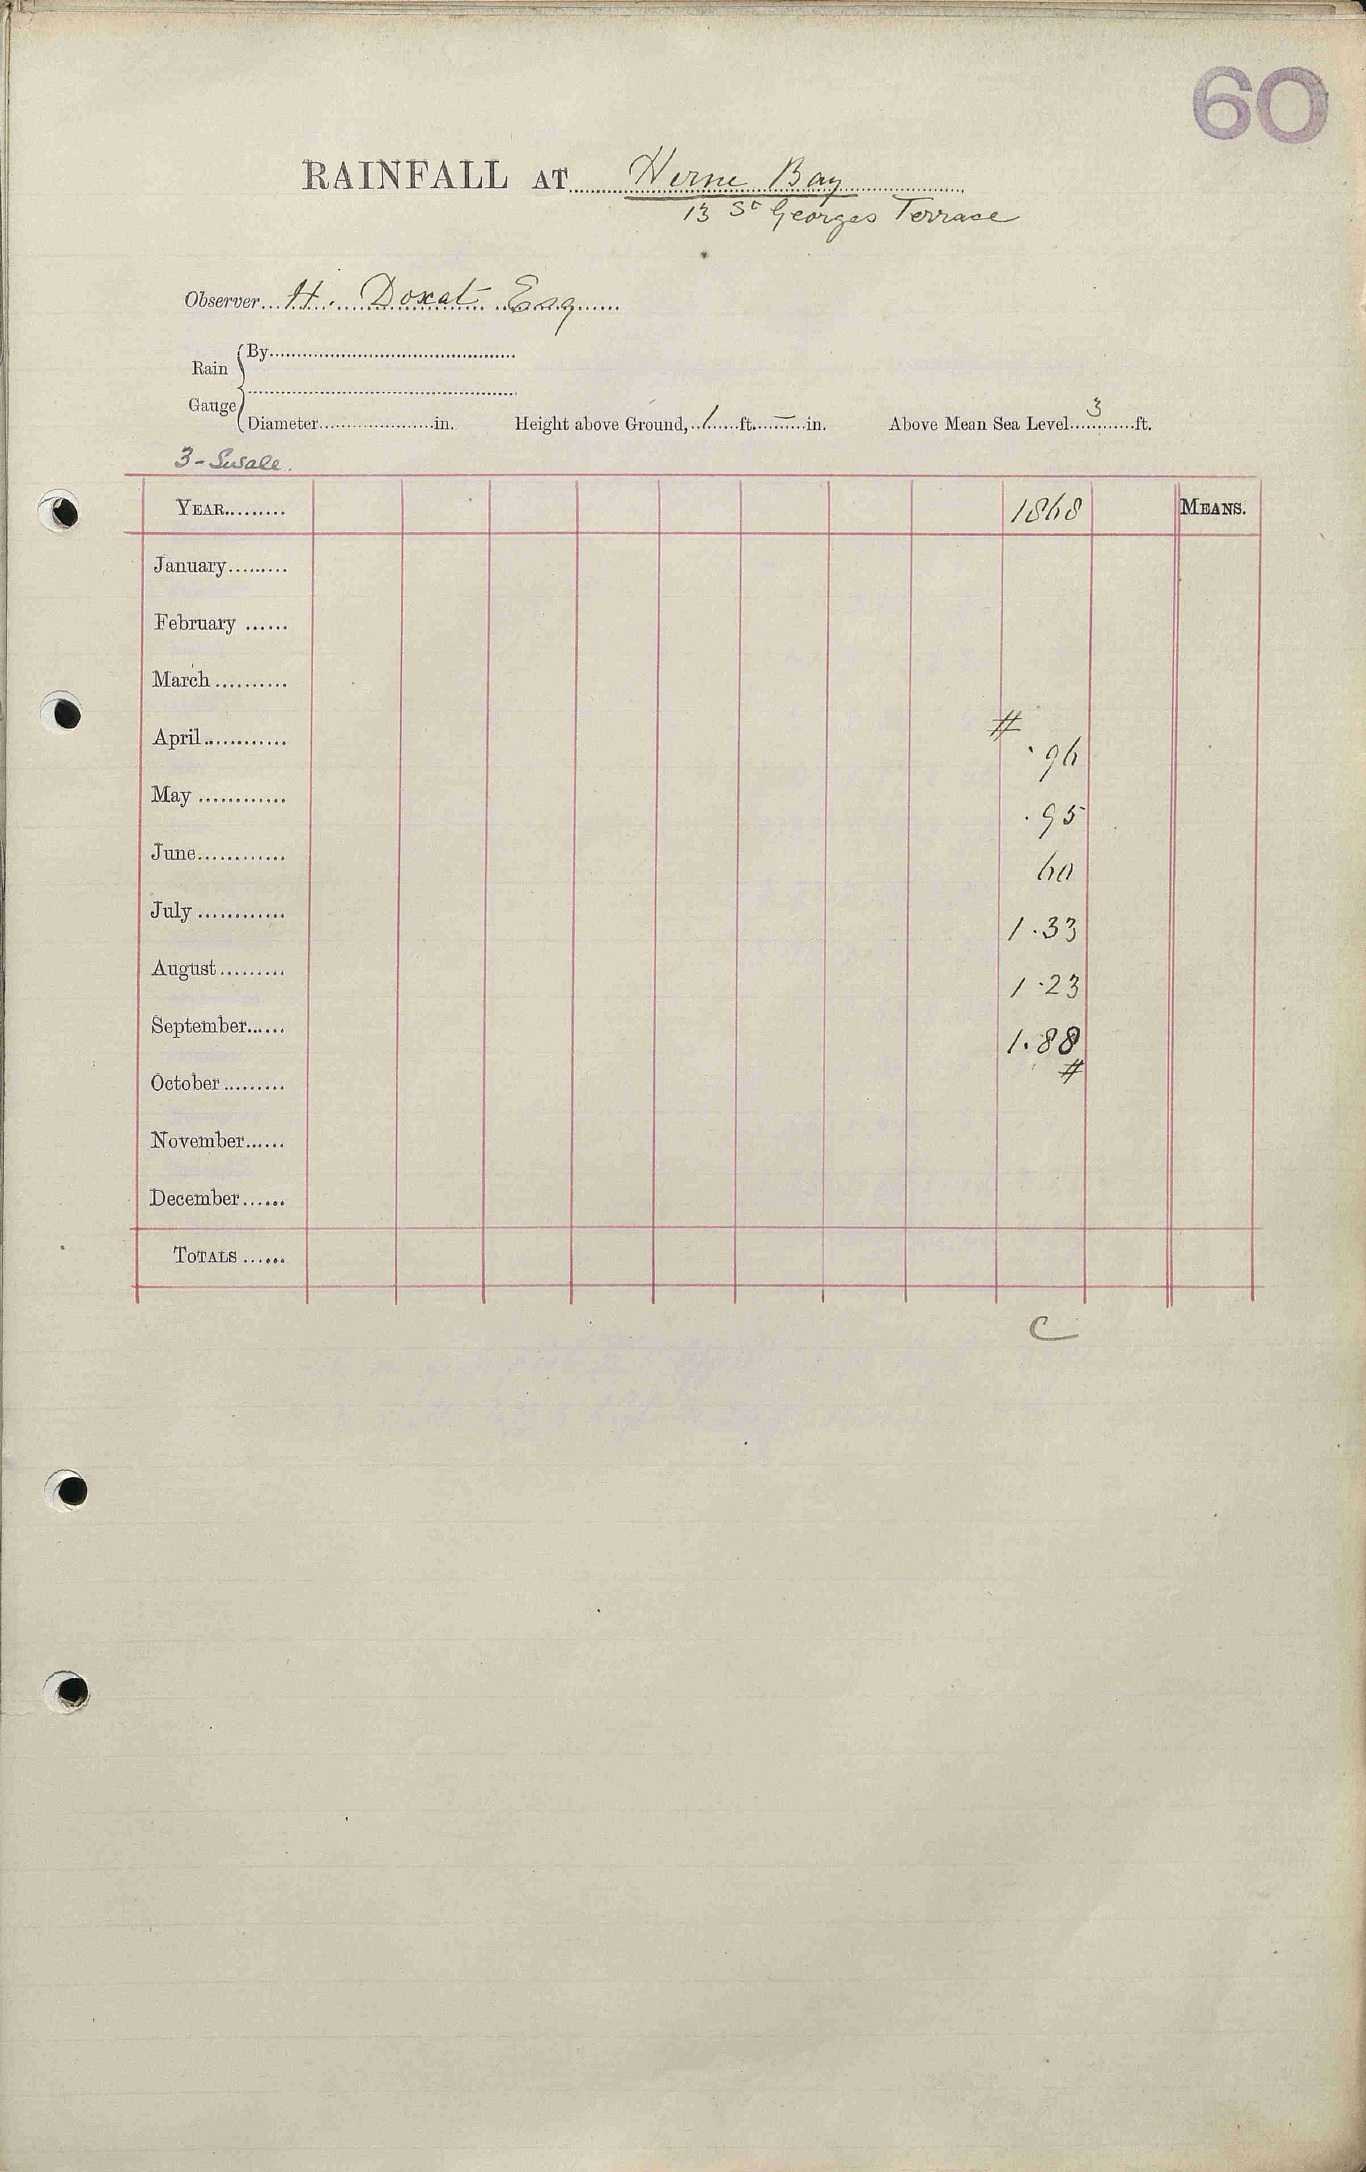 60
RAINFALL AT Herne Bay
13 St Georges Terrace
Observer H. Doxat Esq
Rain Gauge { By
Diameter in. Height above Ground, 1 ft. – in. Above Mean Sea Level 3 ft.
3 - Swale.
YEAR 1868 MEANS.
January
February
March
#
April .96
May .95
June 60
July 1.33
August 1.23
September 1.88
#
October
November
December
TOTALS
C